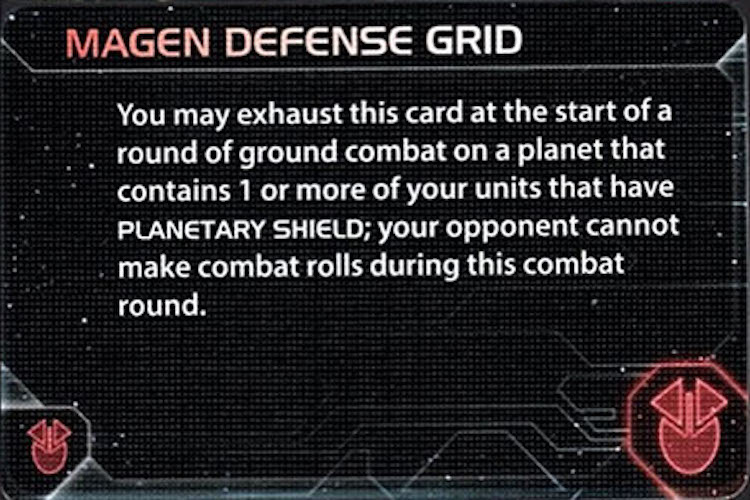 MAGEN DEFENSE GRID
You may exhaust this card at the start of a
round of ground combat on a planet that
contains 1 or more of your units that have
PLANETARY SHIELD; your opponent cannot
make combat rolls during this combat
round.